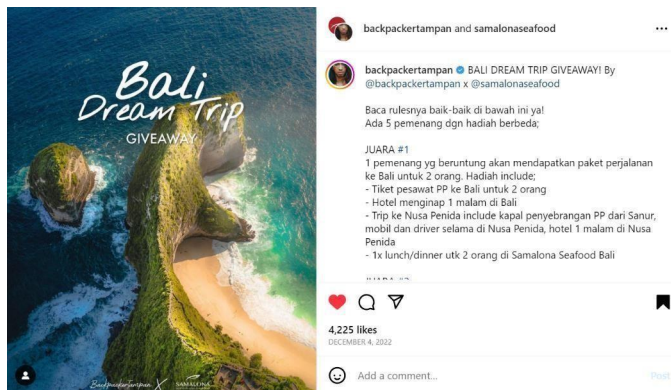 Bali
Dream Trip
GIVEAWAY
Backpackertampan X SAMALONA
backpackertampan and samalonaseafood
backpackertampan BALI DREAM TRIP GIVEAWAY! By
@backpackertampan x @samalonaseafood
Baca rulesnya baik-baik di bawah ini ya!
Ada 5 pemenang dgn hadiah berbeda;
JUARA #1
1 pemenang yg beruntung akan mendapatkan paket perjalanan
ke Bali untuk 2 orang. Hadiah include;
- Tiket pesawat PP ke Bali untuk 2 orang
- Hotel menginap 1 malam di Bali
- Trip ke Nusa Penida include kapal penyebrangan PP dari Sanur,
mobil dan driver selama di Nusa Penida, hotel 1 malam di Nusa
Penida
- 1x lunch/dinner utk 2 orang di Samalona Seafood Bali
4,225 likes
DECEMBER 4, 2022
Add a comment...
Post